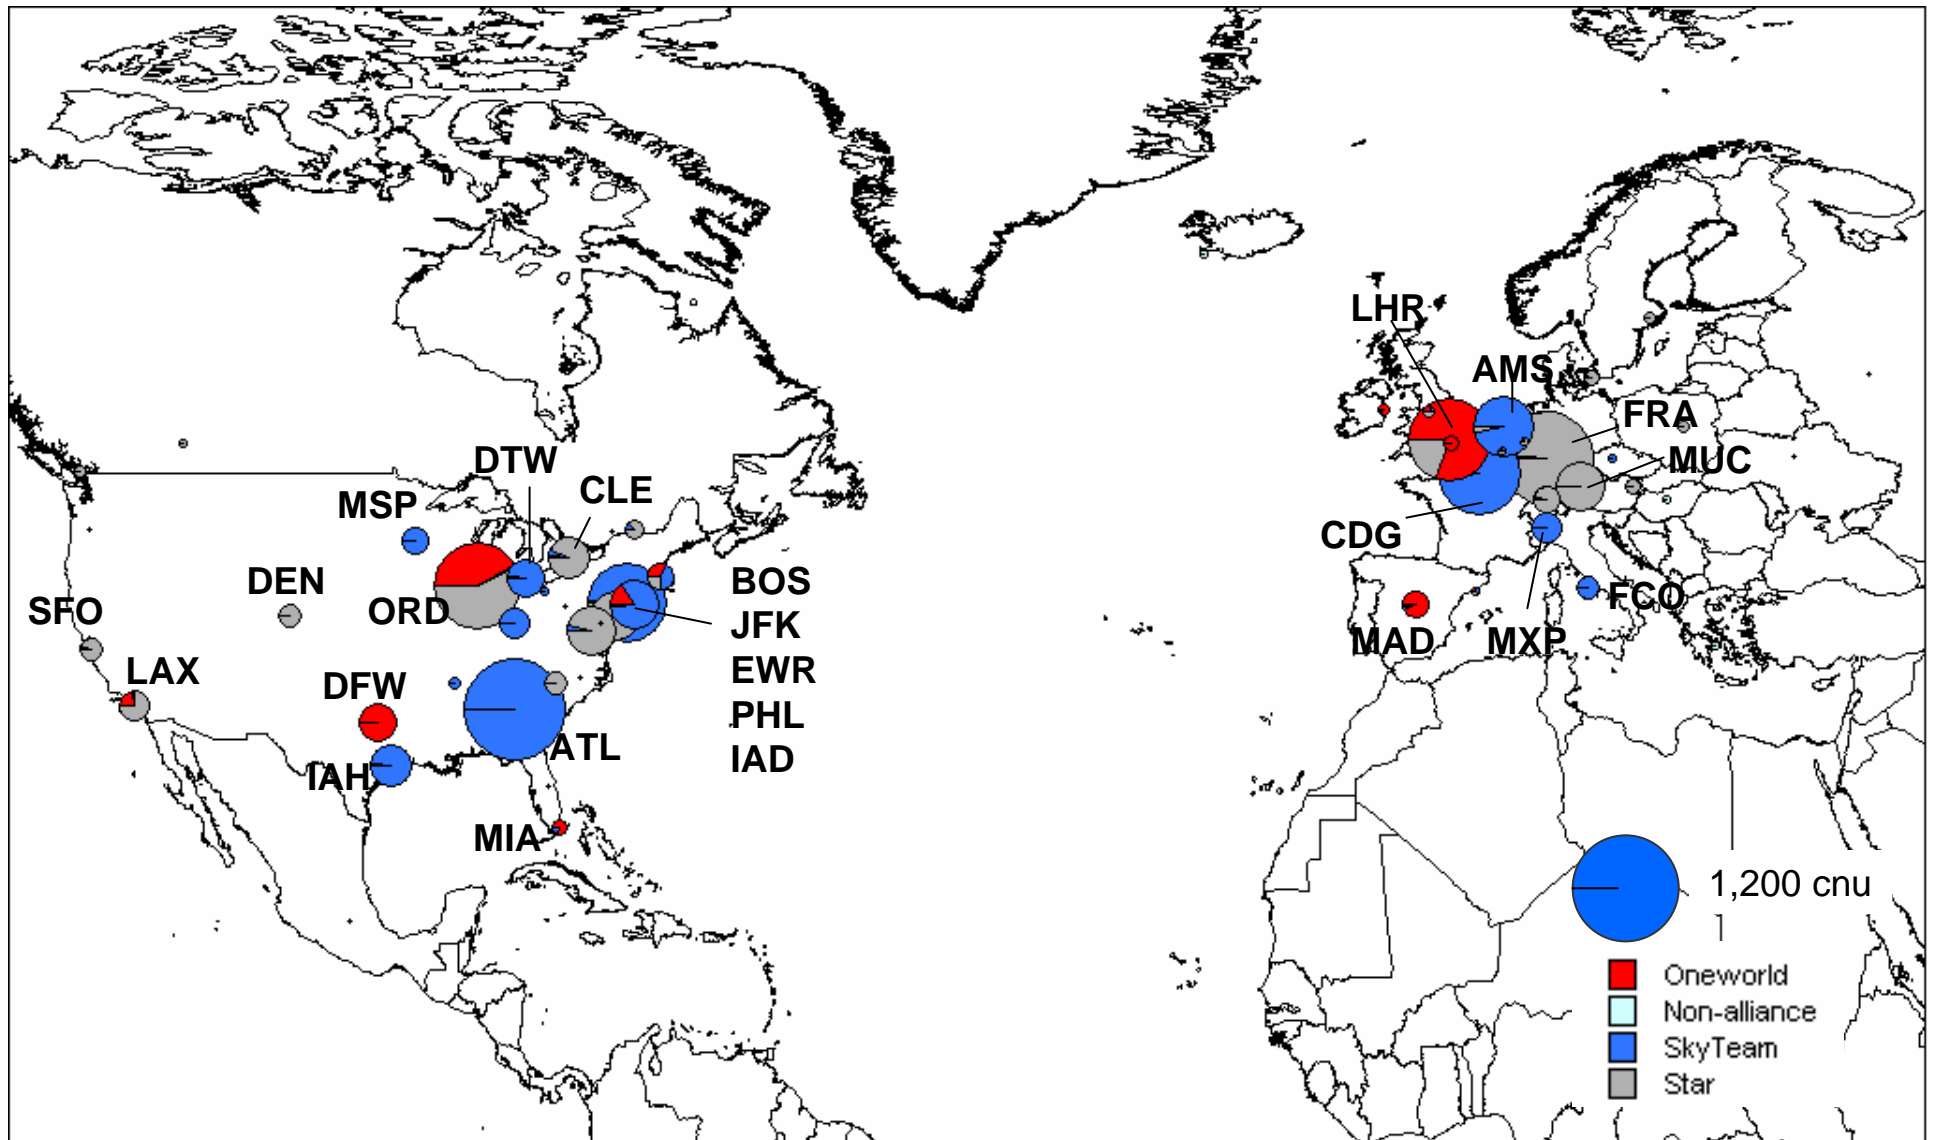 LHR
AMS
FRA
DTW
MUC
CLE
MSP
CDG
DEN
BOS
SFO
ORD
FCO
JFK
MAD
MXP
LAX
EWR
DFW
PHL
ATL
IAD
IAH
MIA
1,200 cnu
Oneworld
Non-alliance
SkyTeam
Star